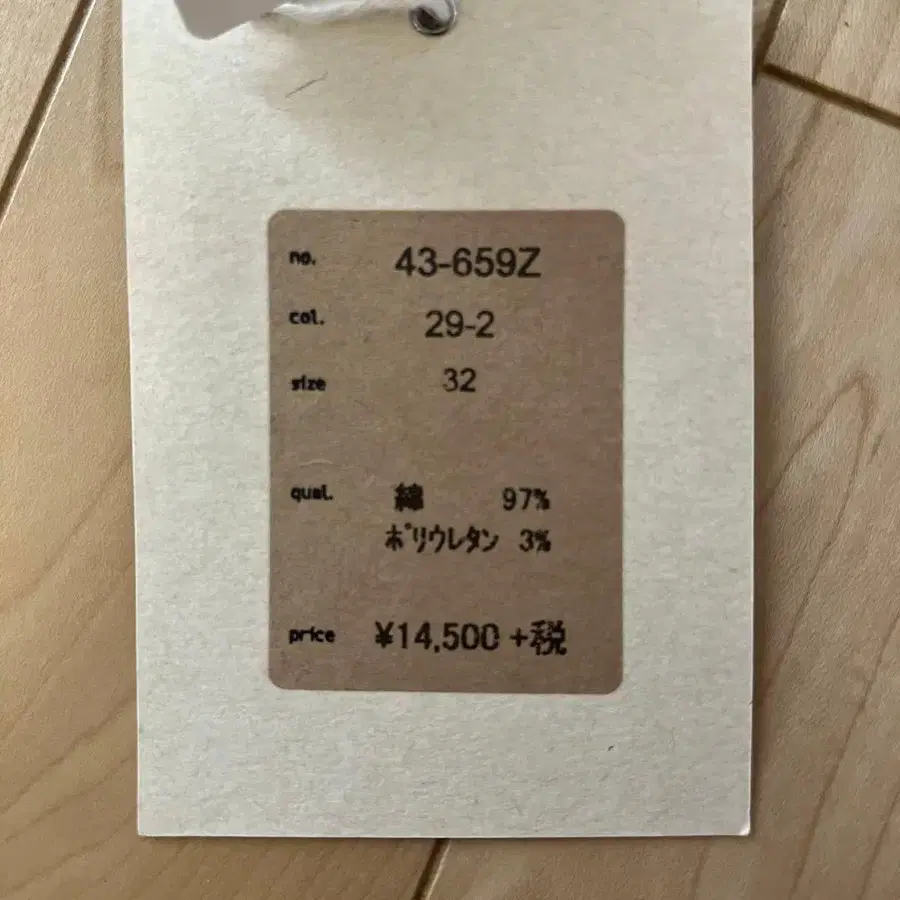 no. 43-659Z
col. 29-2
size 32
qual. 綿 97%
ﾎﾟﾘｳﾚﾀﾝ 3%
price ¥14,500 +税